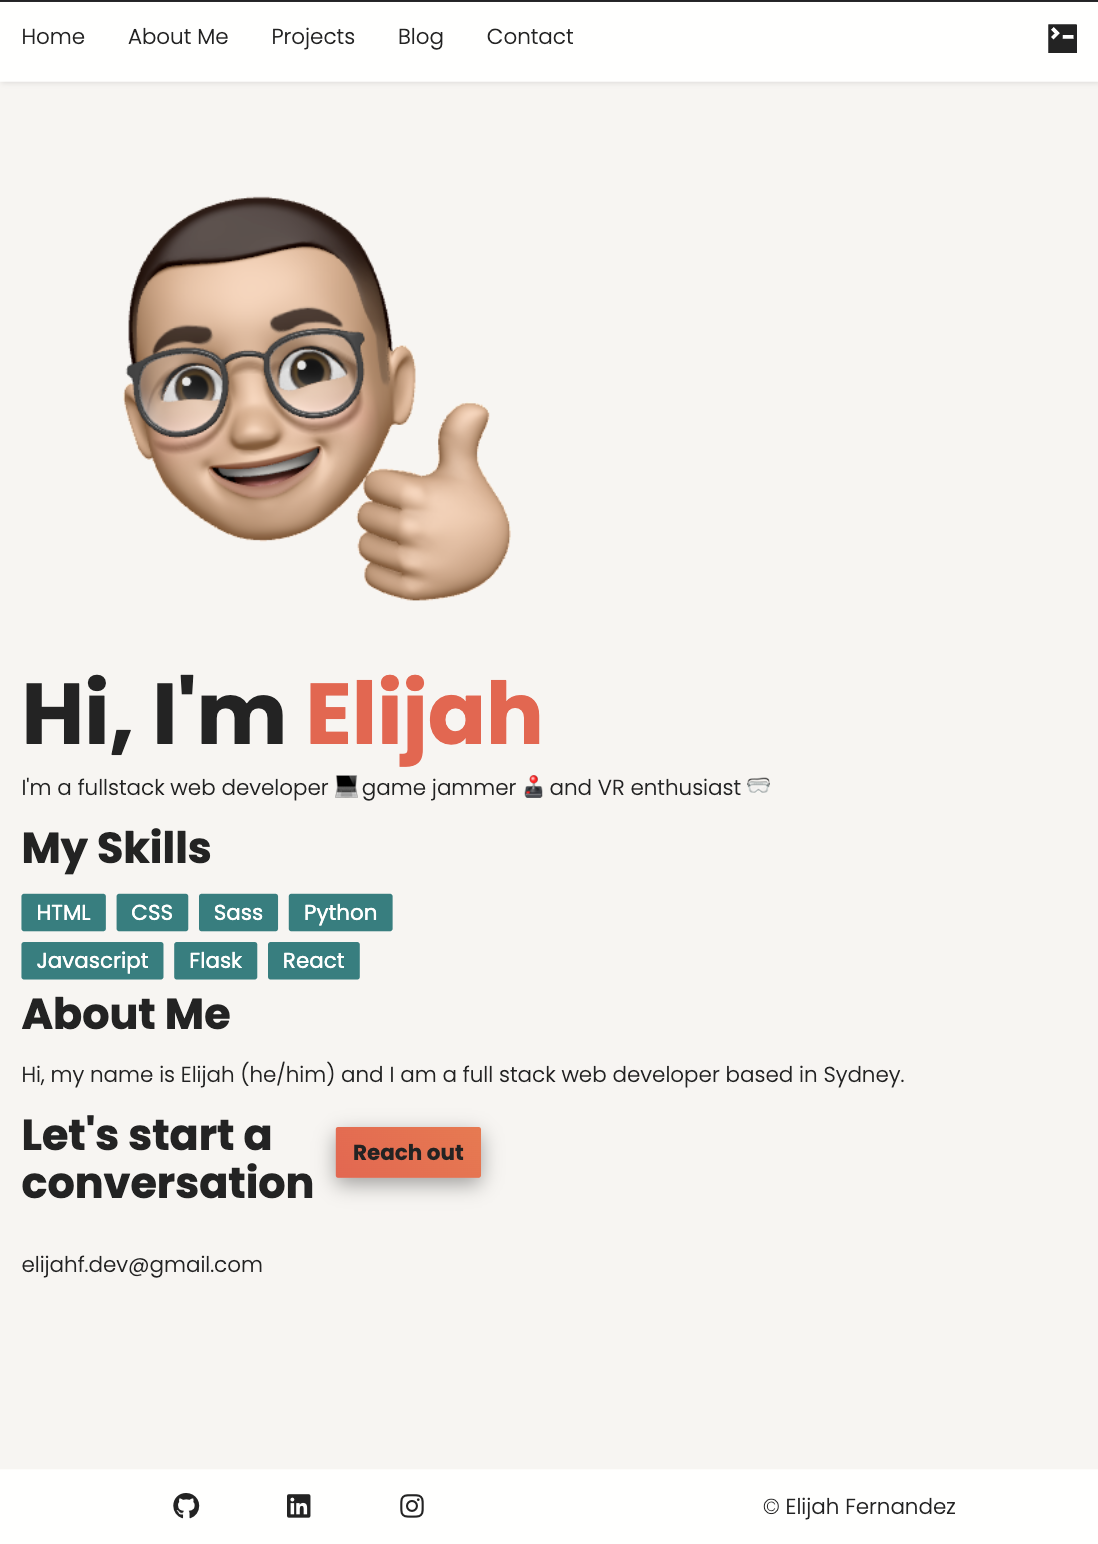 Home About Me Projects Blog Contact
Hi, I'm Elijah
I'm a fullstack web developer 💻 game jammer 🕹️ and VR enthusiast 🥽
My Skills
HTML CSS Sass Python
Javascript Flask React
About Me
Hi, my name is Elijah (he/him) and I am a full stack web developer based in Sydney.
Let's start a
conversation
Reach out
elijahf.dev@gmail.com
© Elijah Fernandez